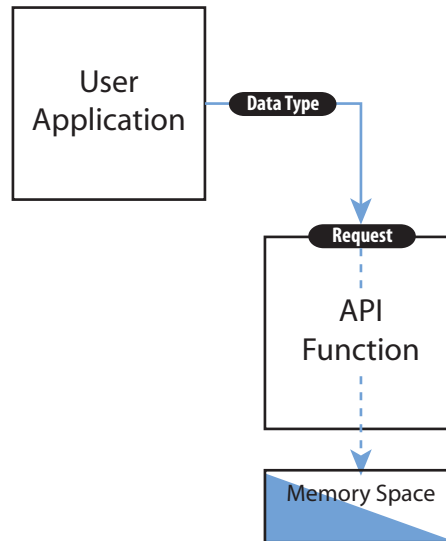 User
Application
Data Type
Request
API
Function
Memory Space